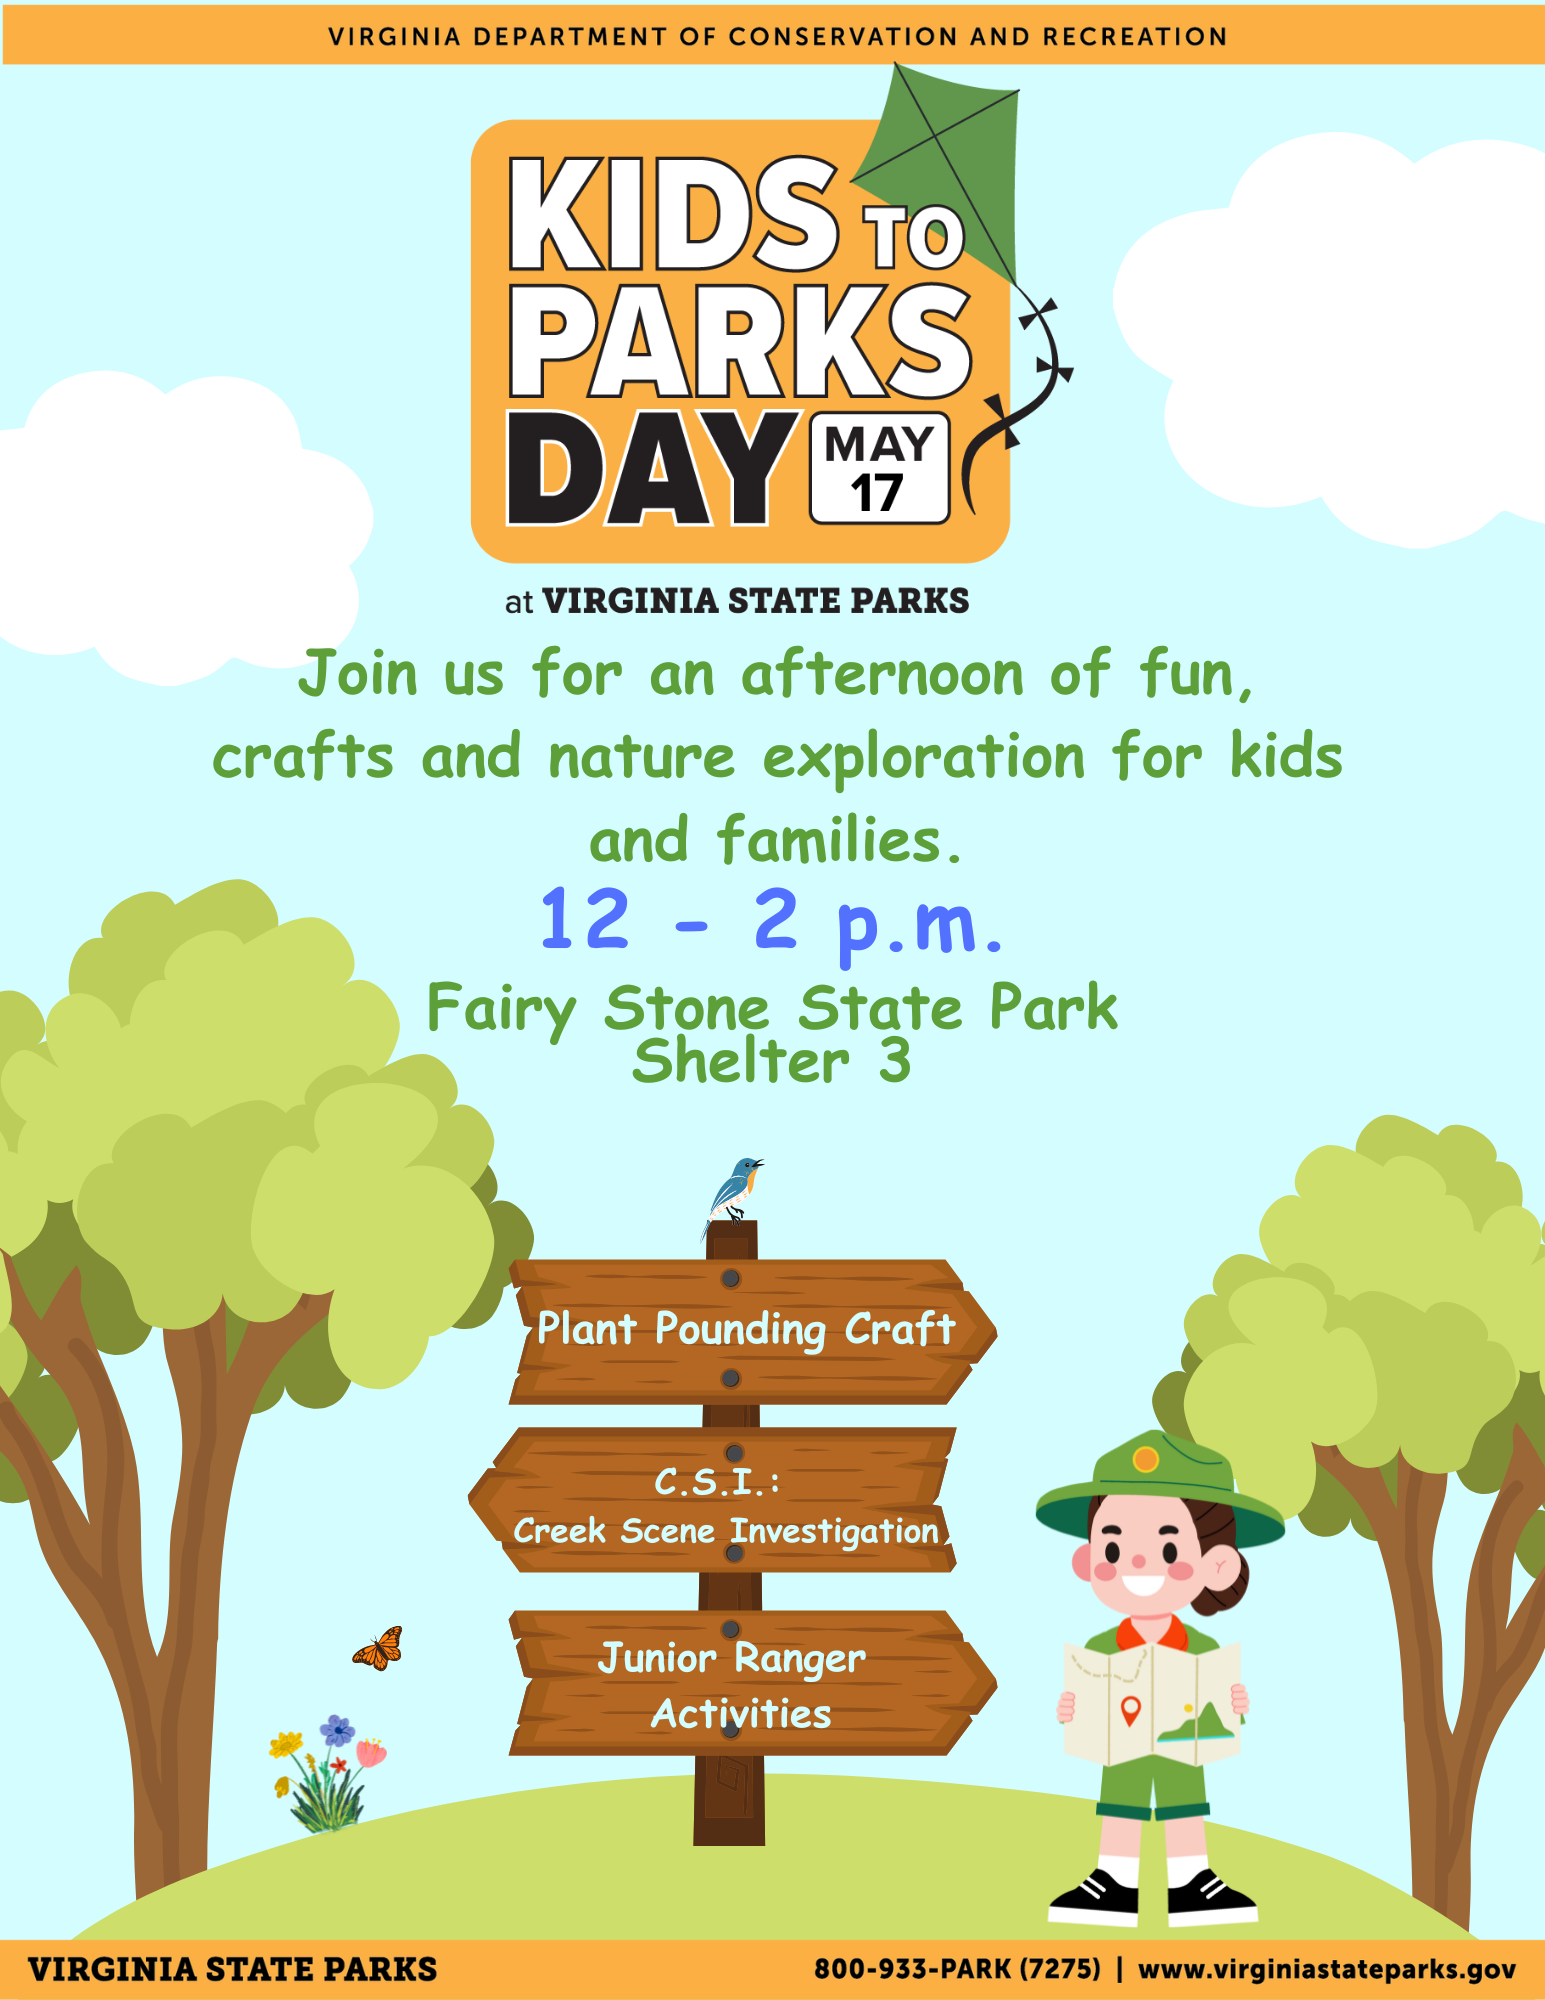 VIRGINIA DEPARTMENT OF CONSERVATION AND RECREATION
KIDS TO
PARKS
DAY
MAY
17
at VIRGINIA STATE PARKS
Join us for an afternoon of fun,
crafts and nature exploration for kids
and families.
12 - 2 p.m.
Fairy Stone State Park
Shelter 3
Plant Pounding Craft
C.S.I.:
Creek Scene Investigation
Junior Ranger
Activities
VIRGINIA STATE PARKS
800-933-PARK (7275) | www.virginiastateparks.gov